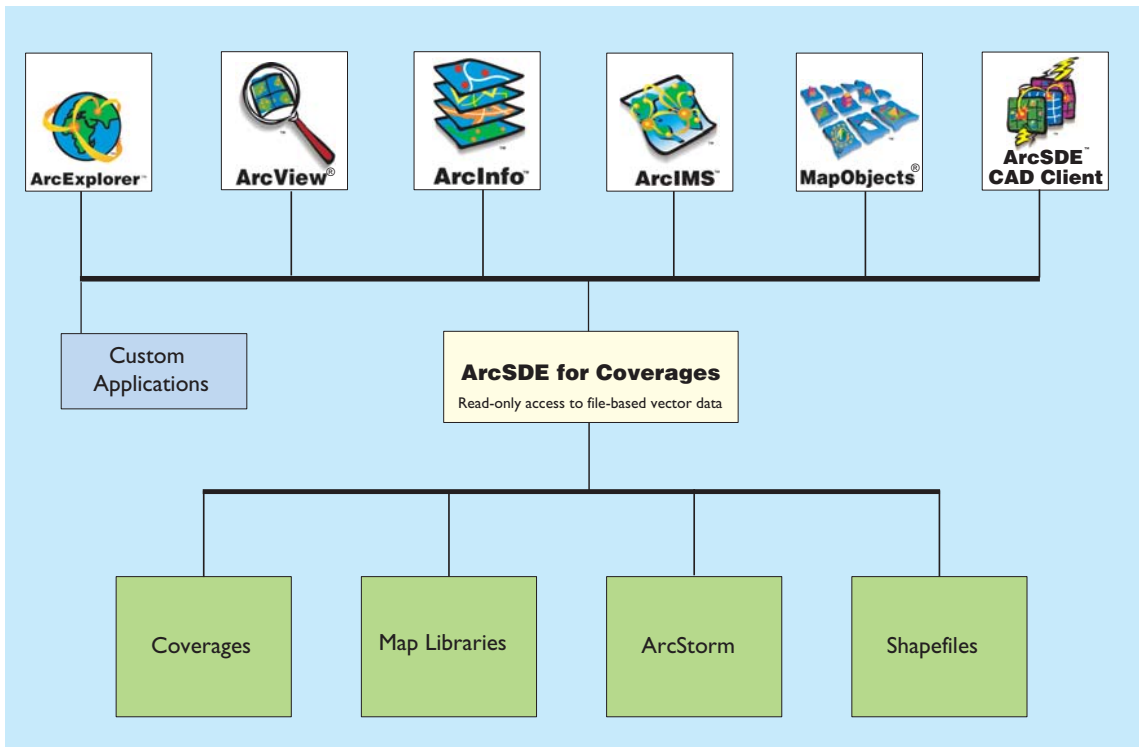 ArcExplorer™
ArcView®
ArcInfo™
ArcIMS™
MapObjects®
ArcSDE™
CAD Client
Custom
Applications
ArcSDE for Coverages
Read-only access to file-based vector data
Coverages
Map Libraries
ArcStorm
Shapefiles